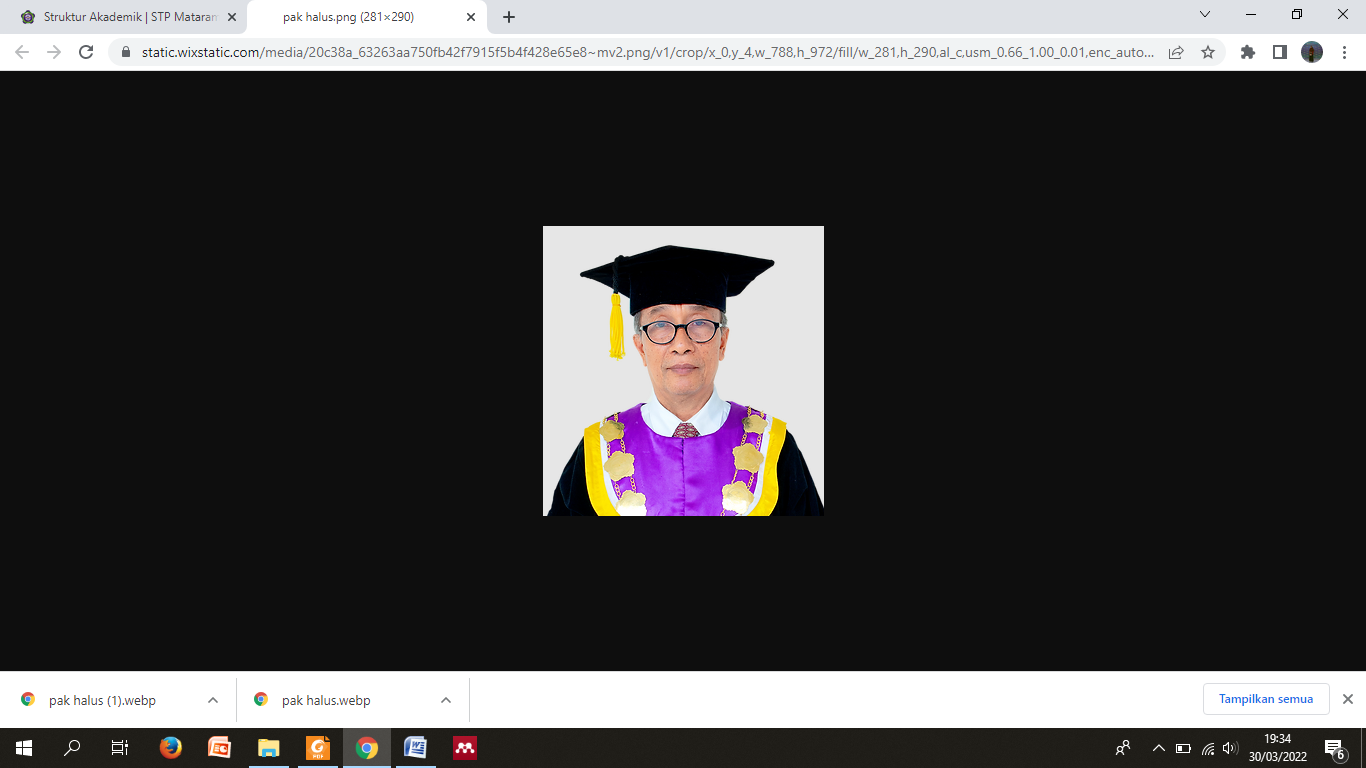 Struktur Akademik | STP Mataram
pak halus.png (281×290)
static.wixstatic.com/media/20c38a_63263aa750fb42f7915f5b4f428e65e8~mv2.png/v1/crop/x_0,y_4,w_788,h_972/fill/w_281,h_290,al_c,usm_0.66_1.00_0.01,enc_auto...
pak halus (1).webp
pak halus.webp
Tampilkan semua
PDF
19:34
30/03/2022
6